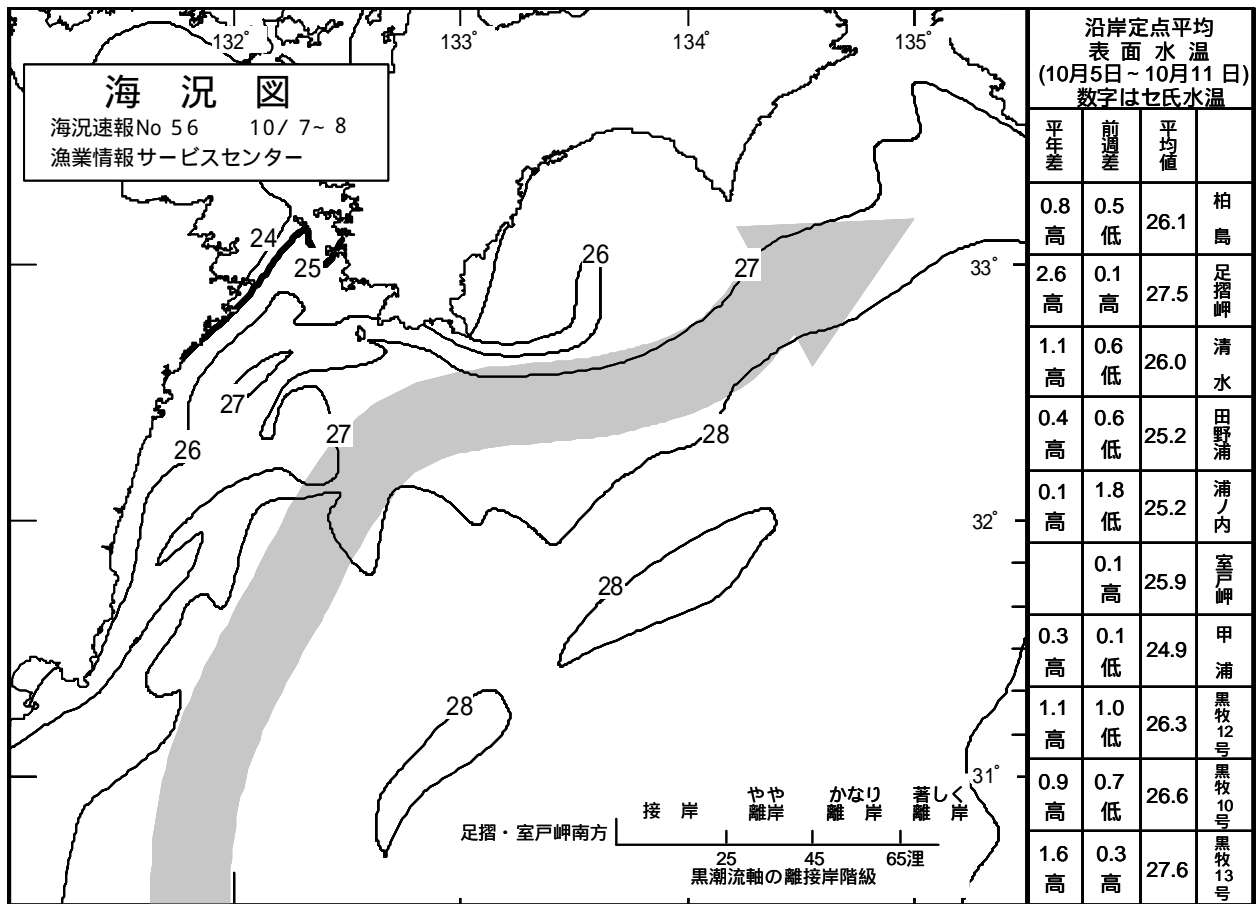 132°
133°
134°
135°
海 況 図
海況速報No 56 10/ 7~ 8
漁業情報サービスセンター
24
25
26
27
33°
27
27
26
28
32°
28
28
31°
接 岸
やや
離岸
かなり
離 岸
著しく
離 岸
足摺・室戸岬南方
25
45
65浬
黒潮流軸の離接岸階級
沿岸定点平均
表 面 水 温
(10月5日~10月11日)
数字はセ氏水温
平年差 前週差 平均値
0.8高 0.5低 26.1 柏島
2.6高 0.1高 27.5 足摺岬
1.1高 0.6低 26.0 清水
0.4高 0.6低 25.2 田野浦
0.1高 1.8低 25.2 浦ノ内
0.1高 25.9 室戸岬
0.3高 0.1低 24.9 甲浦
1.1高 1.0低 26.3 黒牧12号
0.9高 0.7低 26.6 黒牧10号
1.6高 0.3高 27.6 黒牧13号